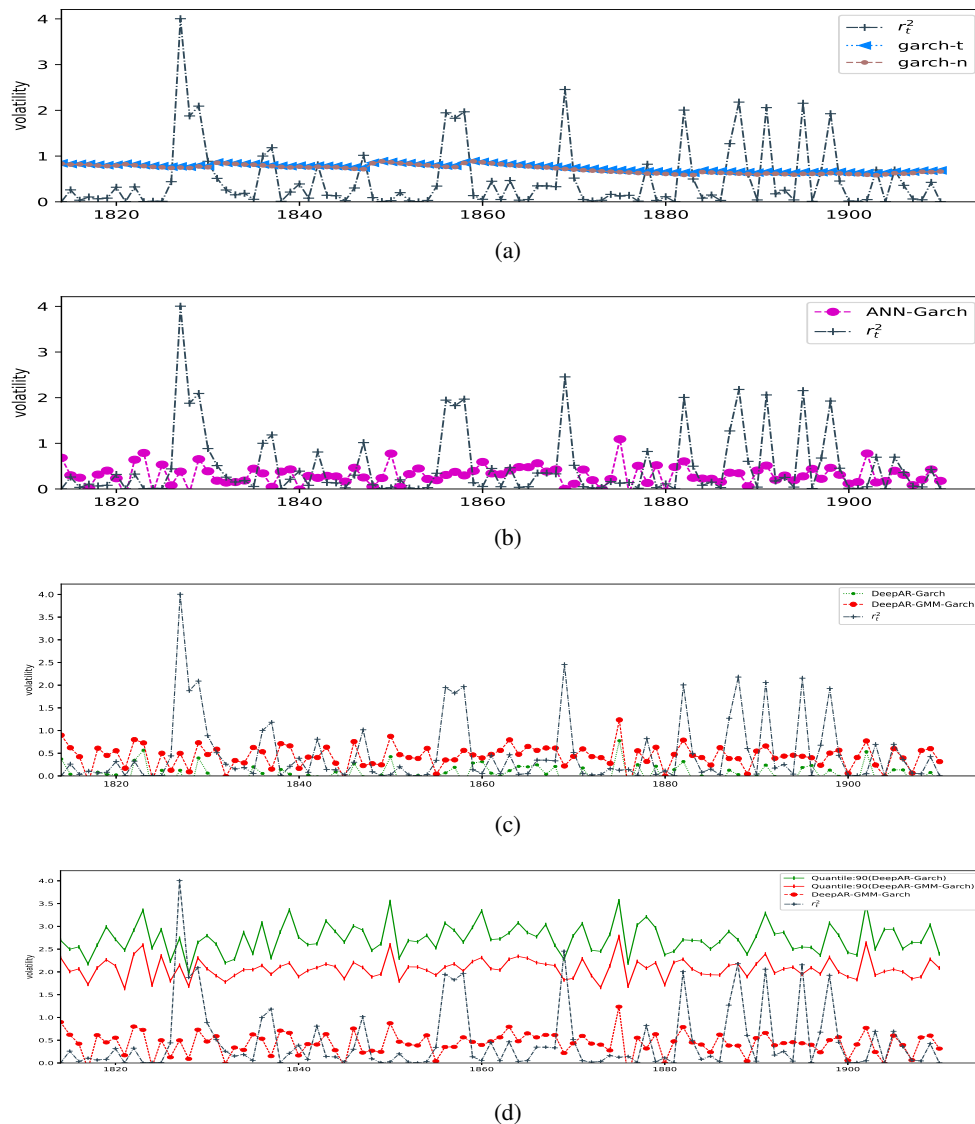 4
3
2
1
0
volatility
r_t^2
garch-t
garch-n
1820
1840
1860
1880
1900
(a)
4
3
2
1
0
volatility
ANN-Garch
r_t^2
1820
1840
1860
1880
1900
(b)
4.0
3.5
3.0
2.5
2.0
1.5
1.0
0.5
0.0
volatility
DeepAR-Garch
DeepAR-GMM-Garch
r_t^2
1820
1840
1860
1880
1900
(c)
4.0
3.5
3.0
2.5
2.0
1.5
1.0
0.5
0.0
volatility
Quantile:90(DeepAR-Garch)
Quantile:90(DeepAR-GMM-Garch)
DeepAR-GMM-Garch
r_t^2
1820
1840
1860
1880
1900
(d)